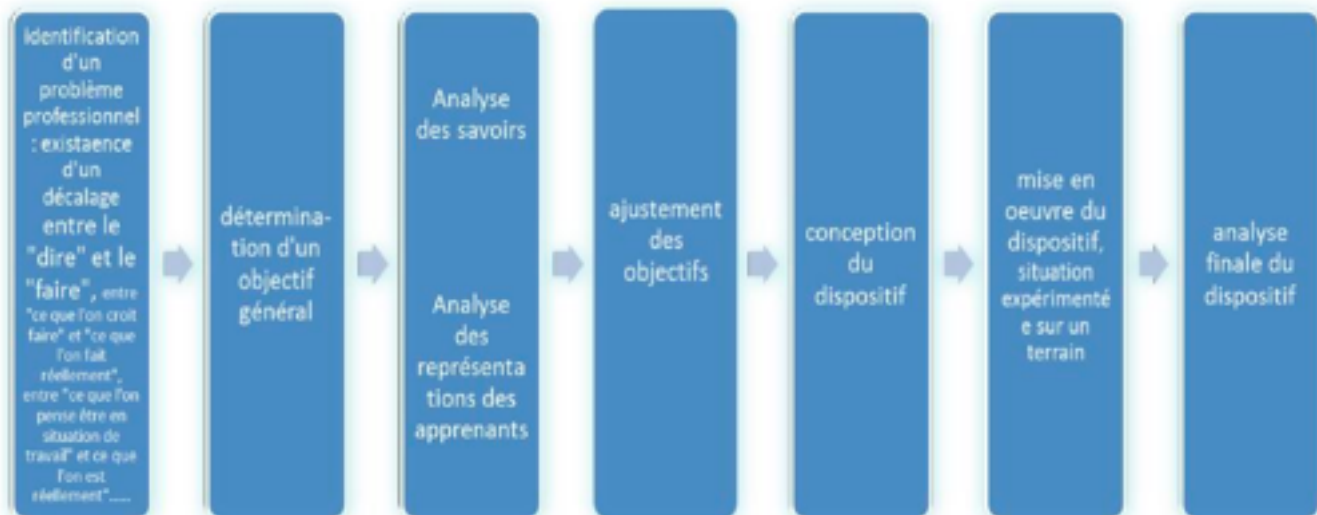 identification
d'un
problème
professionnel
: existaence
d'un
décalage
entre le
"dire" et le
"faire", entre
"ce que l'on croit
faire" et "ce que
l'on fait
réellement",
entre "ce que l'on
pense être en
situation de
travail" et ce que
l'on est
réellement".....
détermina-
tion d'un
objectif
général
Analyse
des savoirs
Analyse
des
représenta
tions des
apprenants
ajustement
des
objectifs
conception
du
dispositif
mise en
oeuvre du
dispositif,
situation
expérimenté
e sur un
terrain
analyse
finale du
dispositif